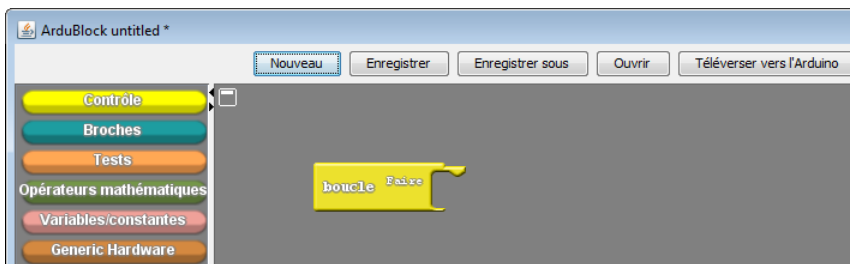 ArduBlock untitled *
Nouveau Enregistrer Enregistrer sous Ouvrir Téléverser vers l'Arduino
Contrôle
Broches
Tests
Opérateurs mathématiques
Variables/constantes
Generic Hardware
boucle Faire